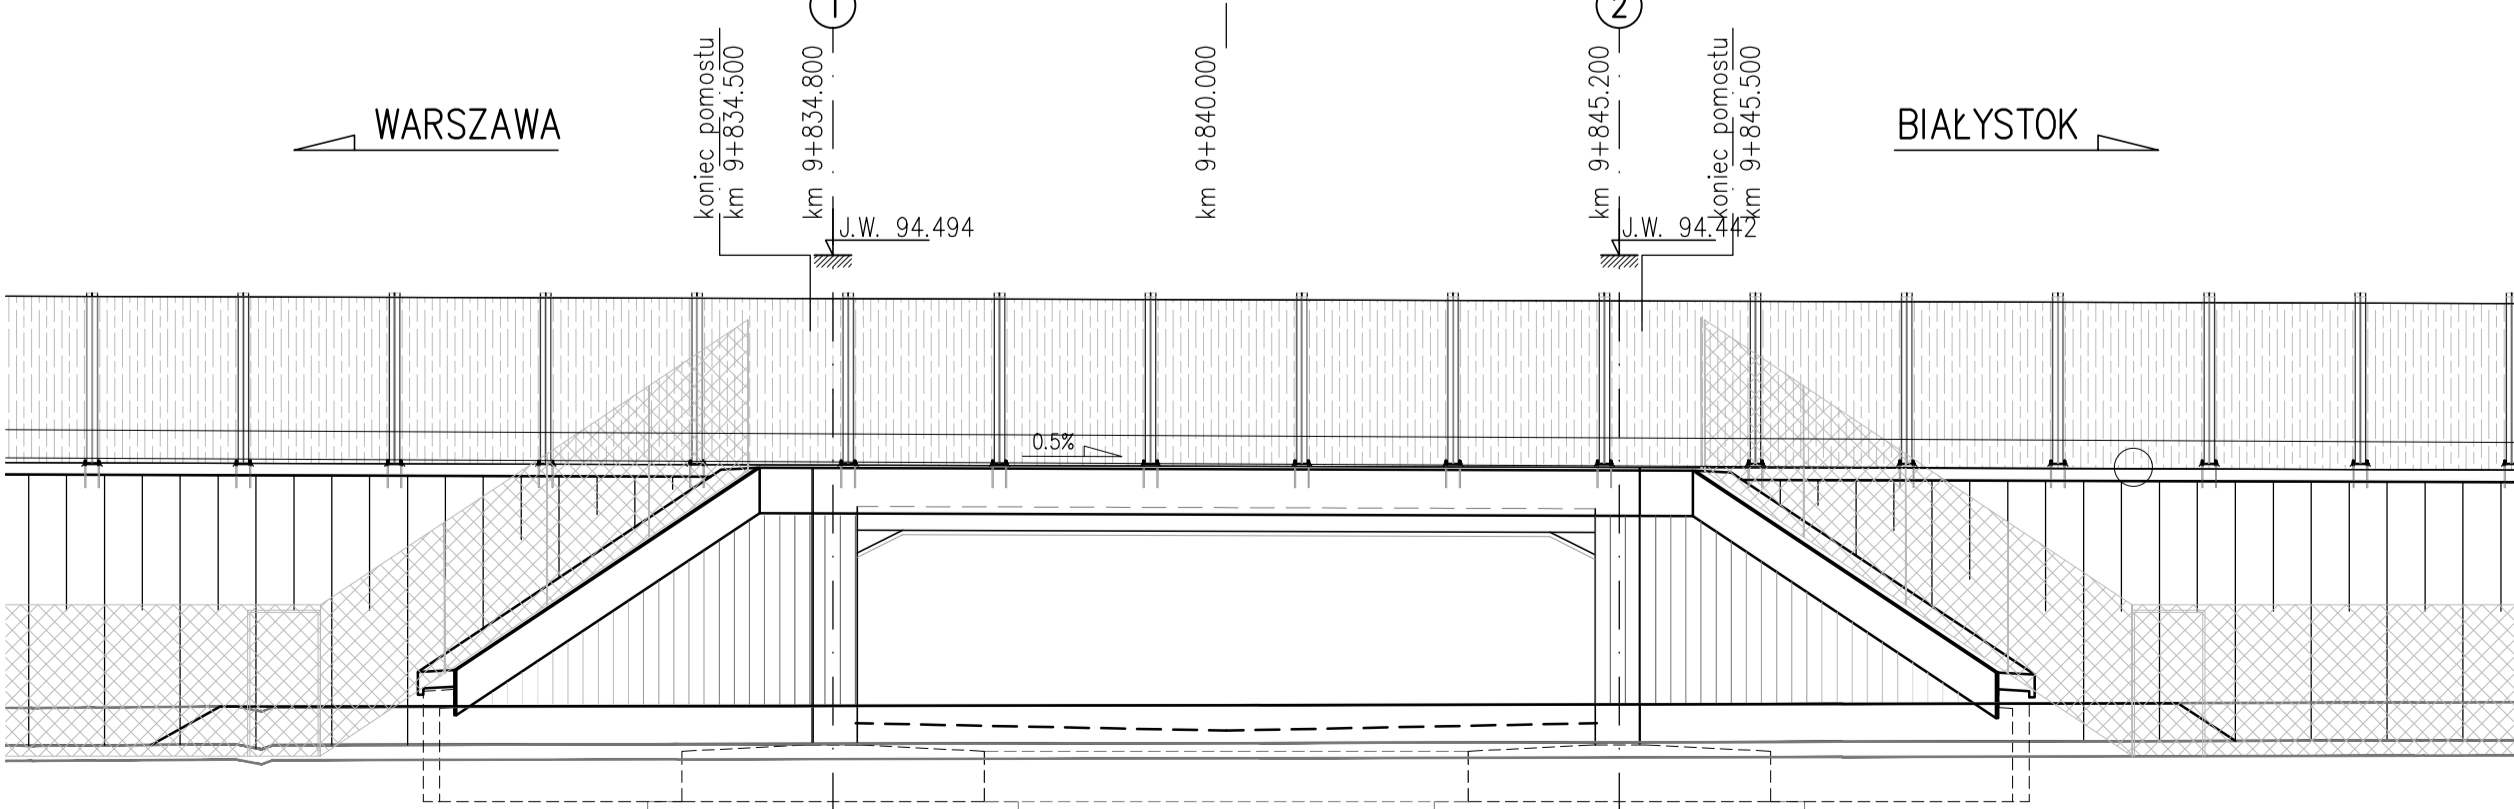 1
2
koniec pomostu
km 9+834.500
km 9+834.800
km 9+840.000
km 9+845.200
koniec pomostu
km 9+845.500
WARSZAWA
BIAŁYSTOK
J.W. 94.494
J.W. 94.442
0.5%